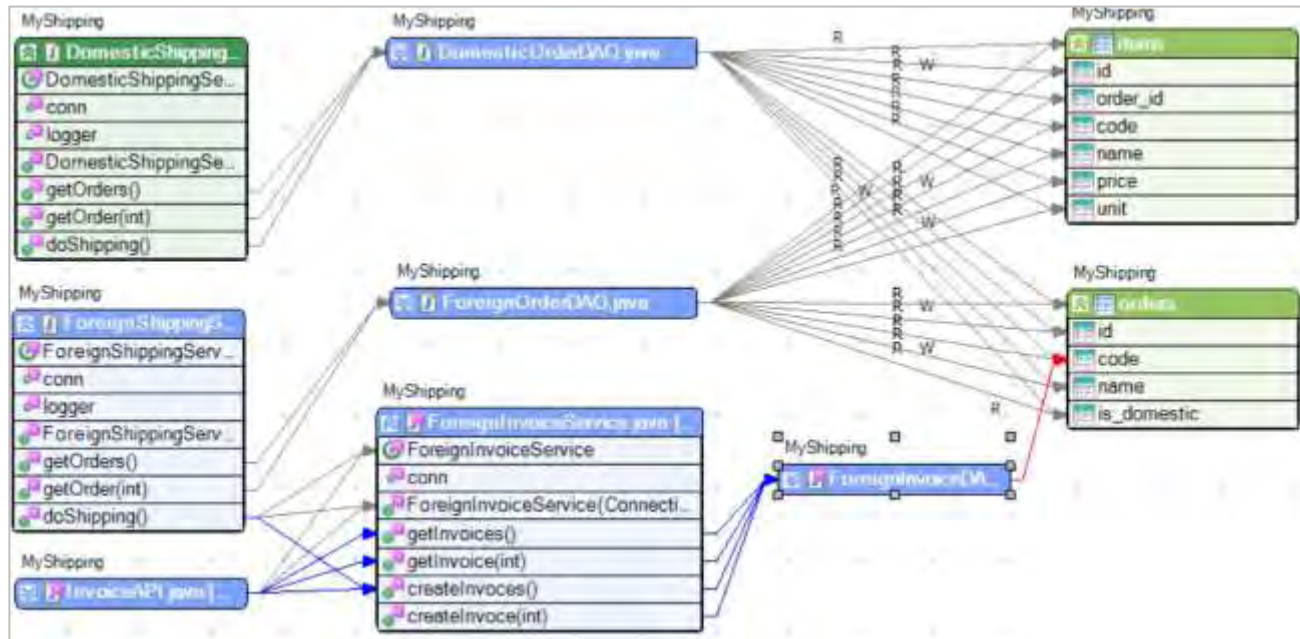 MyShipping
DomesticShipping...
DomesticShippingSe...
conn
logger
DomesticShippingSe...
getOrders()
getOrder(int)
doShipping()
MyShipping
DomesticOrderDAO.java
MyShipping
items
id
order_id
code
name
price
unit
MyShipping
ForeignShippingS...
ForeignShippingServ...
conn
logger
ForeignShippingServ...
getOrders()
getOrder(int)
doShipping()
MyShipping
ForeignOrderDAO.java
MyShipping
orders
id
code
name
is_domestic
MyShipping
ForeignInvoiceService.java [...
ForeignInvoiceService
conn
ForeignInvoiceService(Connecti...
getInvoices()
getInvoice(int)
createInvoces()
createInvoce(int)
MyShipping
ForeignInvoiceDA...
MyShipping
InvoiceAPI.java [...
R
W
R
W
R
W
R
W
R
W
R
W
R